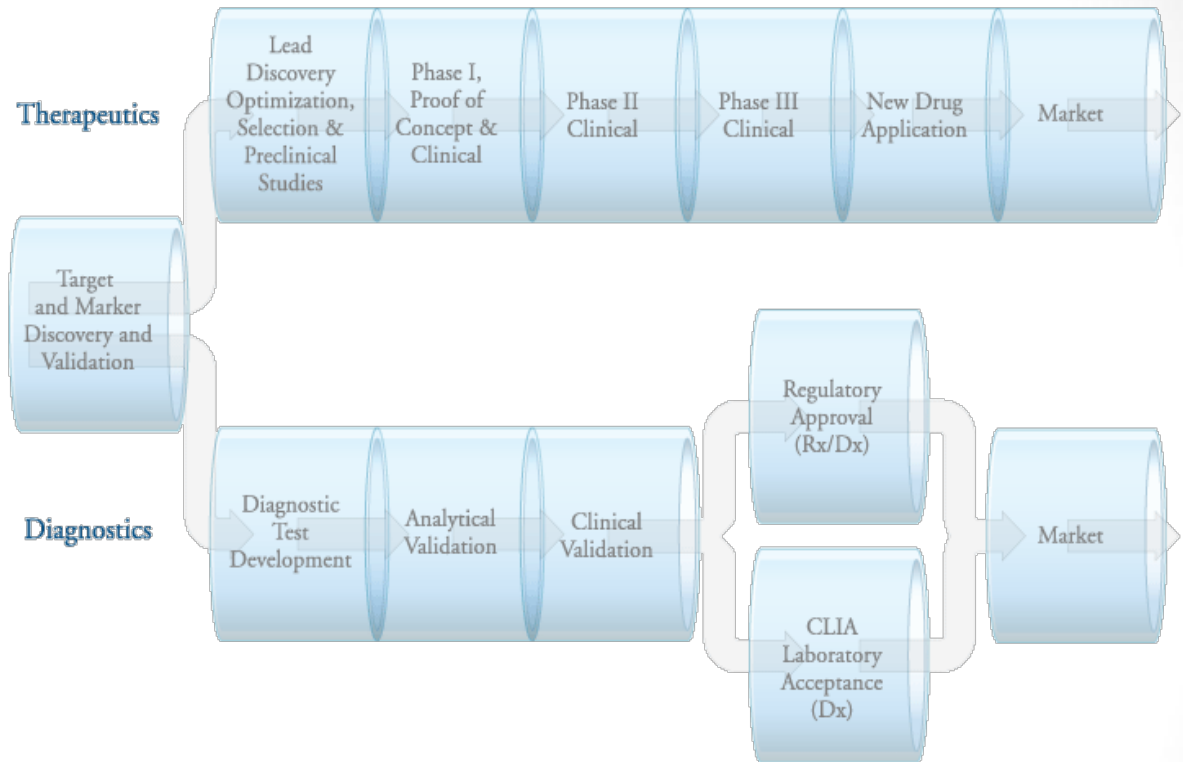 Therapeutics
Lead
Discovery
Optimization,
Selection &
Preclinical
Studies
Phase I,
Proof of
Concept &
Clinical
Phase II
Clinical
Phase III
Clinical
New Drug
Application
Market
Target
and Marker
Discovery and
Validation
Diagnostics
Diagnostic
Test
Development
Analytical
Validation
Clinical
Validation
Regulatory
Approval
(Rx/Dx)
CLIA
Laboratory
Acceptance
(Dx)
Market